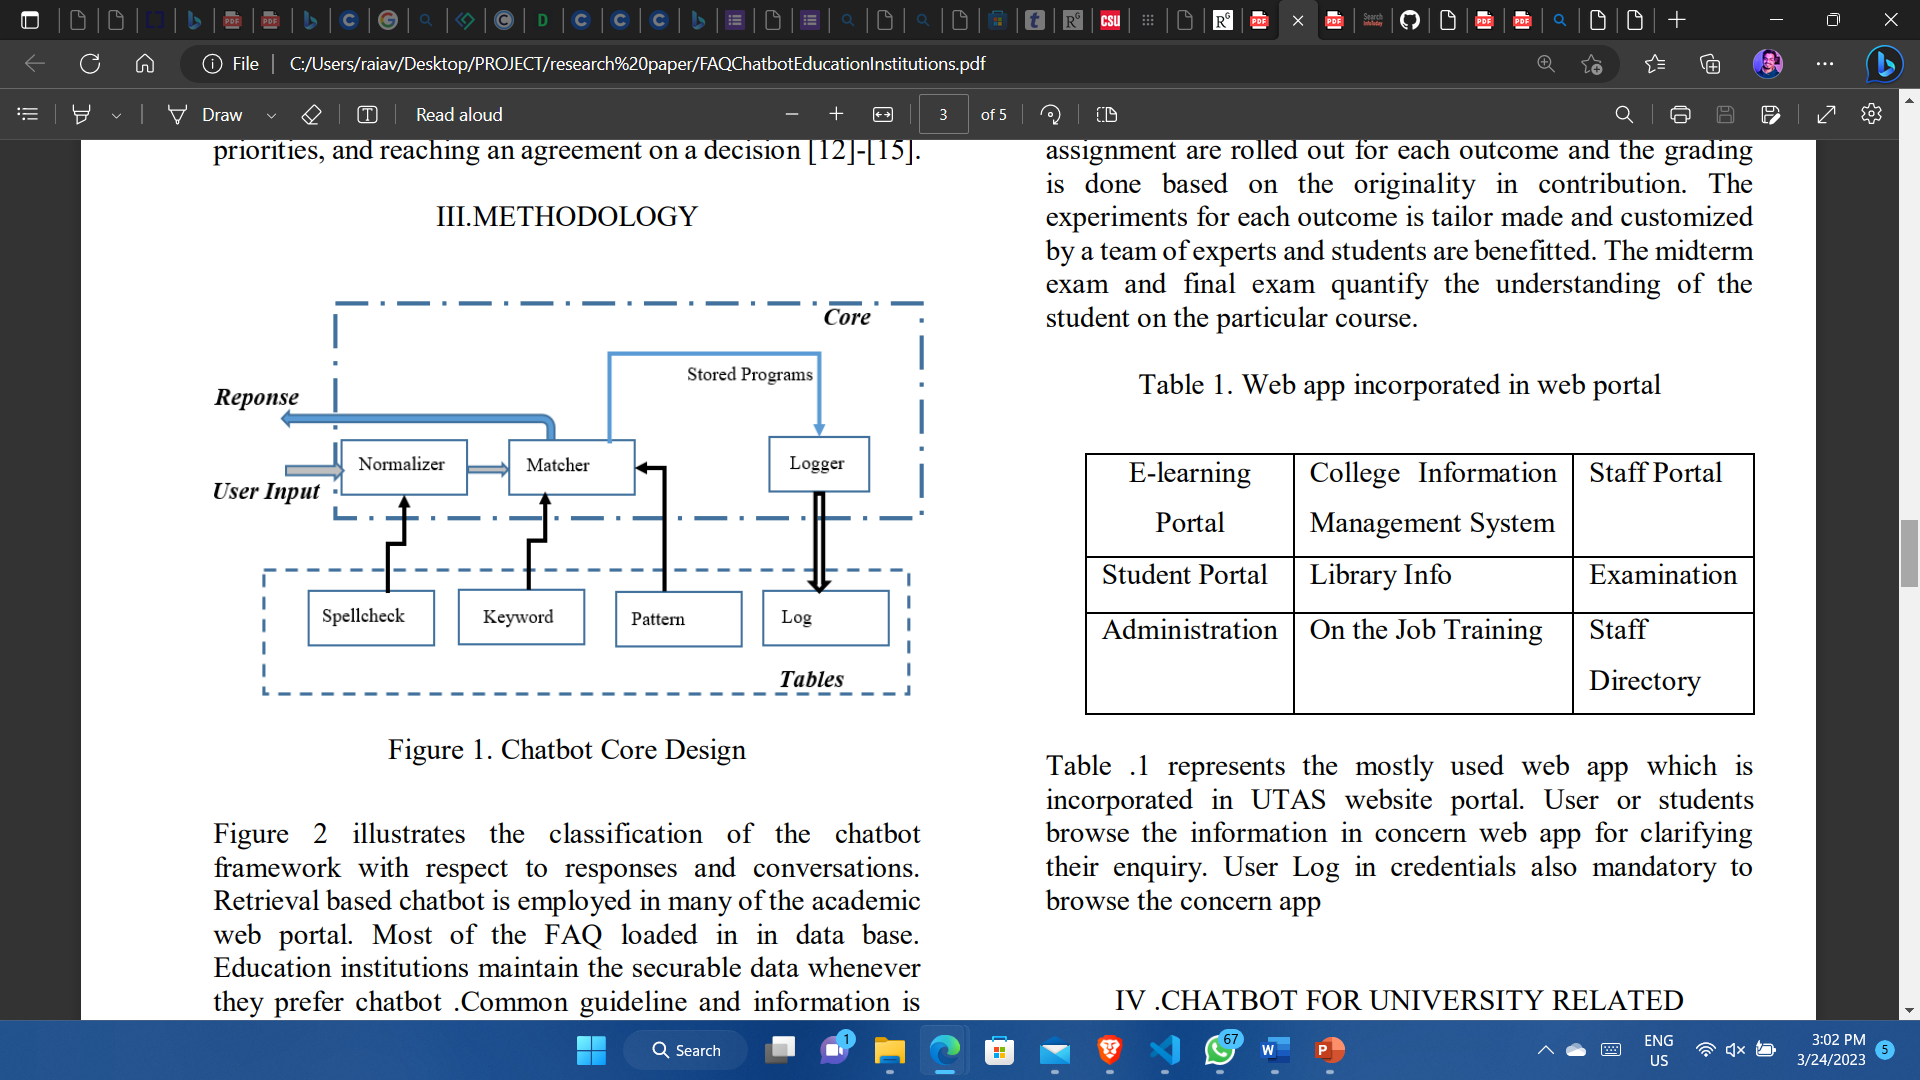 File
C:/Users/raiav/Desktop/PROJECT/research%20paper/FAQChatbotEducationInstitutions.pdf
Draw
Read aloud
3
of 5
priorities, and reaching an agreement on a decision [12]-[15].
III.METHODOLOGY
Core
Stored Programs
Reponse
Normalizer
Matcher
Logger
User Input
Spellcheck
Keyword
Pattern
Log
Tables
Figure 1. Chatbot Core Design
Figure 2 illustrates the classification of the chatbot
framework with respect to responses and conversations.
Retrieval based chatbot is employed in many of the academic
web portal. Most of the FAQ loaded in in data base.
Education institutions maintain the securable data whenever
they prefer chatbot .Common guideline and information is
assignment are rolled out for each outcome and the grading
is done based on the originality in contribution. The
experiments for each outcome is tailor made and customized
by a team of experts and students are benefitted. The midterm
exam and final exam quantify the understanding of the
student on the particular course.
Table 1. Web app incorporated in web portal
E-learning
Portal
College Information
Management System
Staff Portal
Student Portal
Library Info
Examination
Administration
On the Job Training
Staff
Directory
Table .1 represents the mostly used web app which is
incorporated in UTAS website portal. User or students
browse the information in concern web app for clarifying
their enquiry. User Log in credentials also mandatory to
browse the concern app
IV .CHATBOT FOR UNIVERSITY RELATED
Search
1
67
ENG
US
3:02 PM
3/24/2023
5